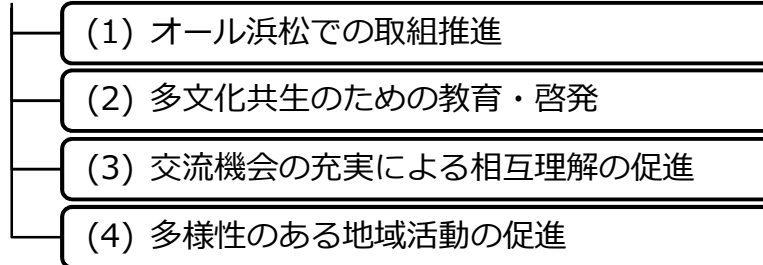 (1) オール浜松での取組推進
(2) 多文化共生のための教育・啓発
(3) 交流機会の充実による相互理解の促進
(4) 多様性のある地域活動の促進